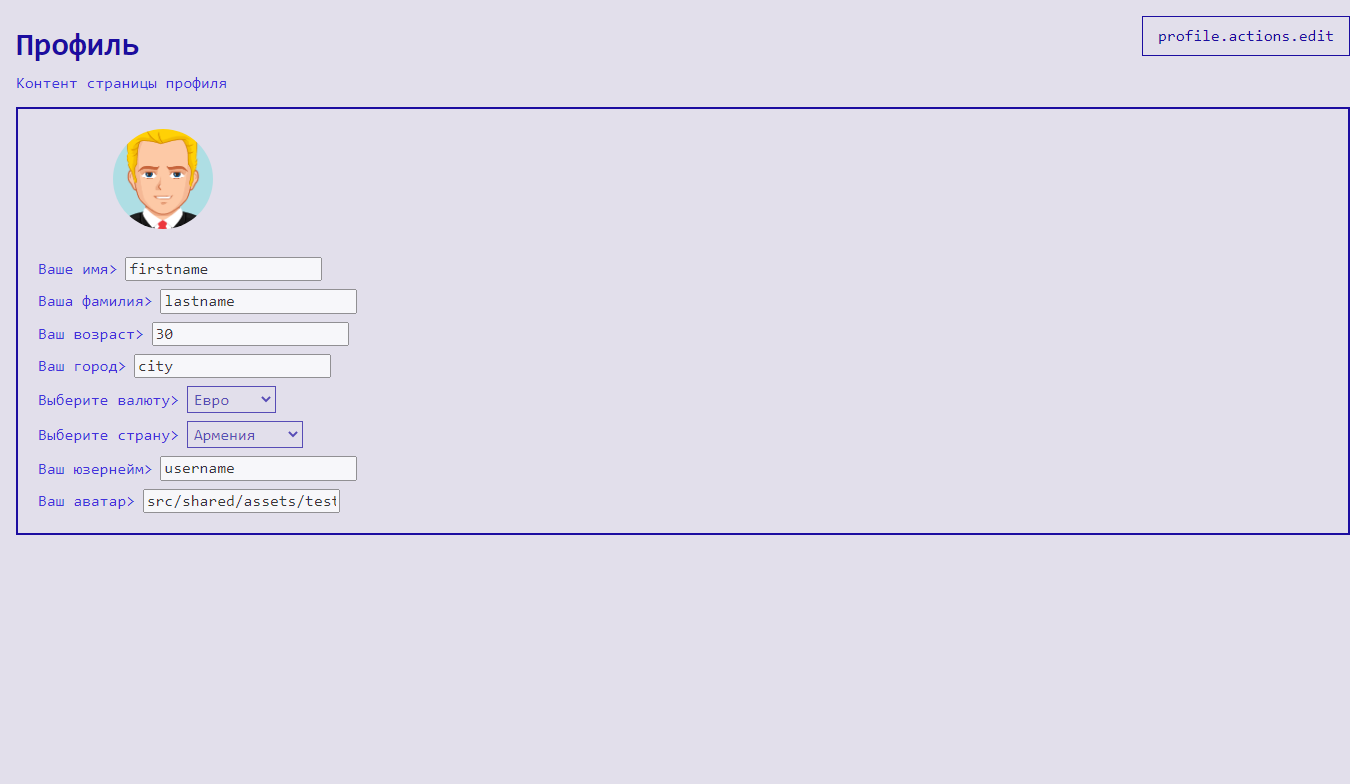 Профиль
profile.actions.edit
Контент страницы профиля
Ваше имя> firstname
Ваша фамилия> lastname
Ваш возраст> 30
Ваш город> city
Выберите валюту> Евро
Выберите страну> Армения
Ваш юзернейм> username
Ваш аватар> src/shared/assets/test